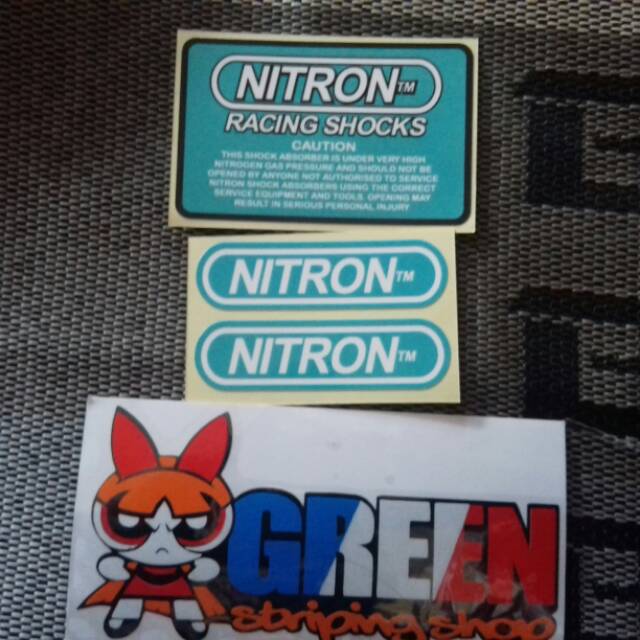 NITRON™
RACING SHOCKS
CAUTION
THIS SHOCK ABSORBER IS UNDER VERY HIGH
NITROGEN GAS PRESSURE AND SHOULD NOT BE
OPENED BY ANYONE NOT AUTHORISED TO SERVICE
NITRON SHOCK ABSORBERS USING THE CORRECT
SERVICE EQUIPMENT AND TOOLS. OPENING MAY
RESULT IN SERIOUS PERSONAL INJURY
NITRON™
NITRON™
GREEN
striping shop